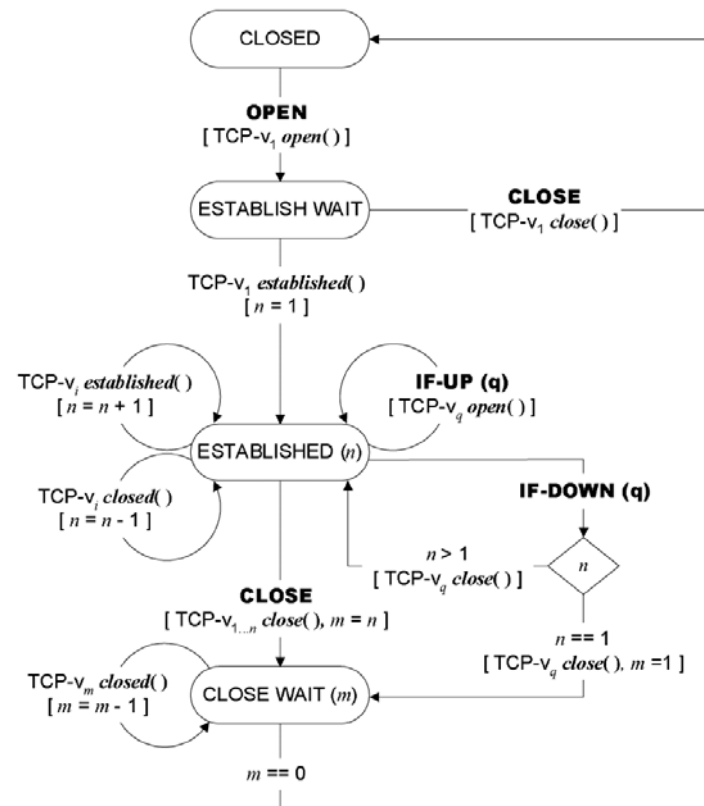 CLOSED
OPEN
[ TCP-v1 open() ]
ESTABLISH WAIT
CLOSE
[ TCP-v1 close() ]
TCP-v1 established()
[ n = 1 ]
TCP-vi established()
[ n = n + 1 ]
IF-UP (q)
[ TCP-vq open() ]
ESTABLISHED (n)
TCP-vi closed()
[ n = n - 1 ]
IF-DOWN (q)
n > 1
[ TCP-vq close() ]
n
CLOSE
[ TCP-v1...n close(), m = n ]
n == 1
[ TCP-vq close(), m =1 ]
TCP-vm closed()
[ m = m - 1 ]
CLOSE WAIT (m)
m == 0